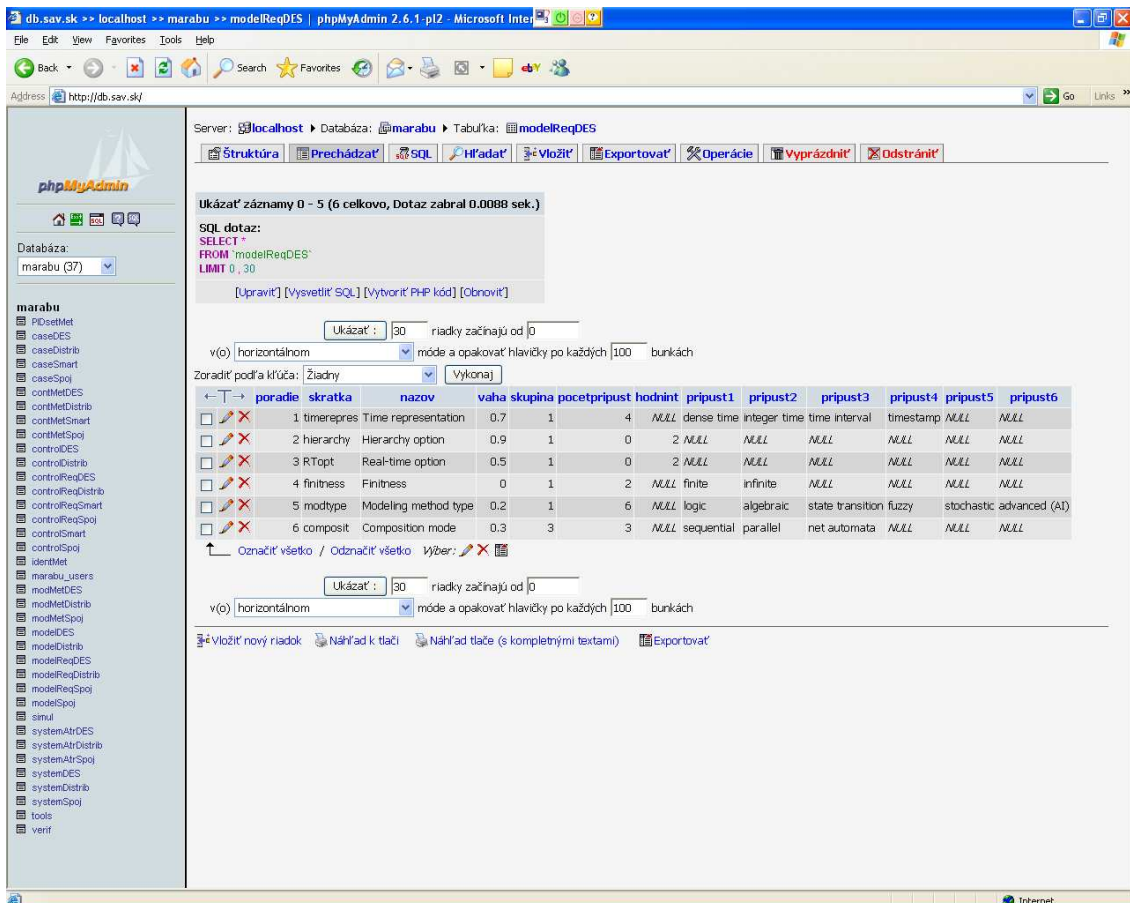 db.sav.sk >> localhost >> marabu >> modelReqDES | phpMyAdmin 2.6.1-pl2 - Microsoft Inter
File Edit View Favorites Tools Help
Back Search Favorites
Address http://db.sav.sk/ Go Links »
phpMyAdmin
Databáza:
marabu (37)
marabu
PIDsetMet
caseDES
caseDistrib
caseSmart
caseSpoj
contMetDES
contMetDistrib
contMetSmart
contMetSpoj
controlDES
controlDistrib
controlReqDES
controlReqDistrib
controlReqSmart
controlReqSpoj
controlSmart
controlSpoj
identMet
marabu_users
modMetDES
modMetDistrib
modMetSpoj
modelDES
modelDistrib
modelReqDES
modelReqDistrib
modelReqSpoj
modelSpoj
simul
systemAtrDES
systemAtrDistrib
systemAtrSpoj
systemDES
systemDistrib
systemSpoj
tools
verif
Server: localhost Databáza: marabu Tabuľka: modelReqDES
Štruktúra Prechádzať SQL Hľadať Vložiť Exportovať Operácie Vyprázdniť Odstrániť
Ukázať záznamy 0 - 5 (6 celkovo, Dotaz zabral 0.0088 sek.)
SQL dotaz:
SELECT *
FROM `modelReqDES`
LIMIT 0 , 30
[Upraviť] [Vysvetliť SQL] [Vytvoriť PHP kód] [Obnoviť]
Ukázať : 30 riadky začínajú od 0
v(o) horizontálnom móde a opakovať hlavičky po každých 100 bunkách
Zoradiť podľa kľúča: Žiadny Vykonaj
←T→ poradie skratka nazov vaha skupina pocetpripust hodnint pripust1 pripust2 pripust3 pripust4 pripust5 pripust6
1 timerepres Time representation 0.7 1 4 NULL dense time integer time time interval timestamp NULL NULL
2 hierarchy Hierarchy option 0.9 1 0 2 NULL NULL NULL NULL NULL NULL
3 RTopt Real-time option 0.5 1 0 2 NULL NULL NULL NULL NULL NULL
4 finitness Finitness 0 1 2 NULL finite infinite NULL NULL NULL NULL
5 modtype Modeling method type 0.2 1 6 NULL logic algebraic state transition fuzzy stochastic advanced (AI)
6 composit Composition mode 0.3 3 3 NULL sequential parallel net automata NULL NULL NULL
Označiť všetko / Odznačiť všetko Výber:
Ukázať : 30 riadky začínajú od 0
v(o) horizontálnom móde a opakovať hlavičky po každých 100 bunkách
Vložiť nový riadok Náhľad k tlači Náhľad tlače (s kompletnými textami) Exportovať
Internet